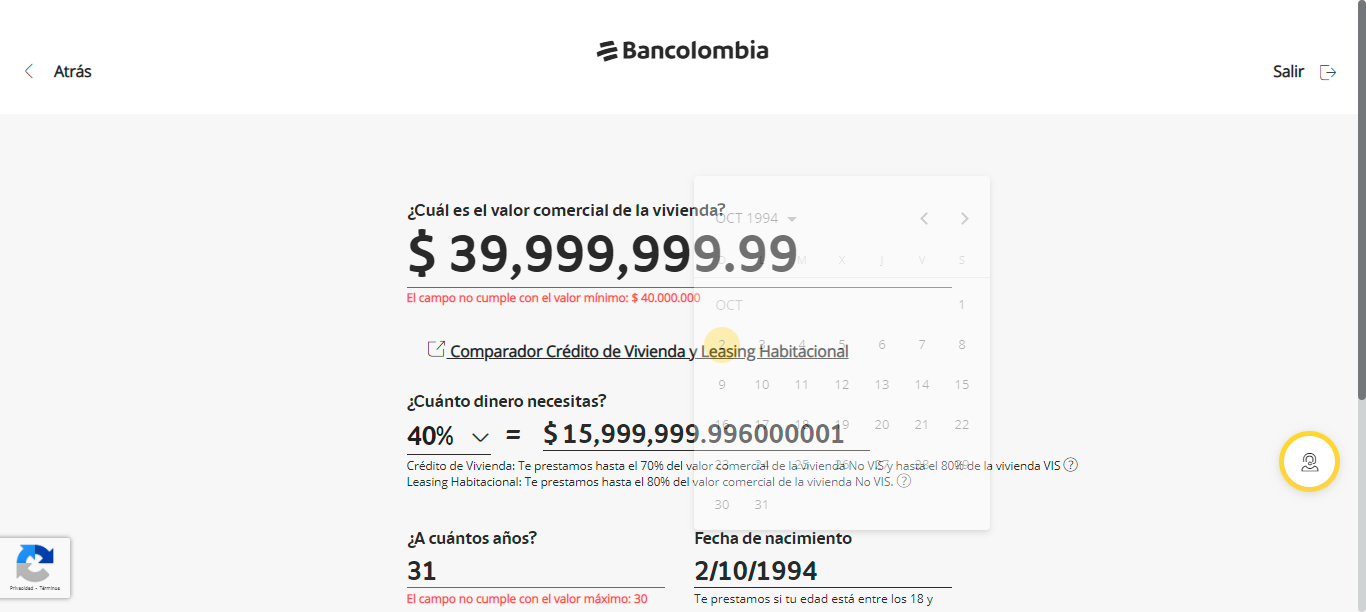 Bancolombia
Atrás
Salir
¿Cuál es el valor comercial de la vivienda?
$ 39,999,999.99
El campo no cumple con el valor mínimo: $ 40.000.000
OCT 1994
D L M X J V S
OCT 1
2 3 4 5 6 7 8
9 10 11 12 13 14 15
16 17 18 19 20 21 22
23 24 25 26 27 28 29
30 31
Comparador Crédito de Vivienda y Leasing Habitacional
¿Cuánto dinero necesitas?
40% = $ 15,999,999.996000001
Crédito de Vivienda: Te prestamos hasta el 70% del valor comercial de la vivienda No VIS y hasta el 80% de la vivienda VIS ?
Leasing Habitacional: Te prestamos hasta el 80% del valor comercial de la vivienda No VIS. ?
¿A cuántos años?
31
El campo no cumple con el valor máximo: 30
Fecha de nacimiento
2/10/1994
Te prestamos si tu edad está entre los 18 y
Privacidad - Términos